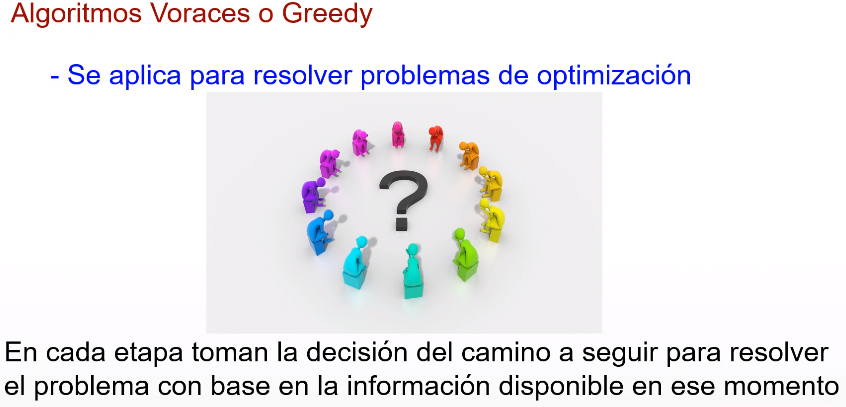 Algoritmos Voraces o Greedy
- Se aplica para resolver problemas de optimización
?
En cada etapa toman la decisión del camino a seguir para resolver
el problema con base en la información disponible en ese momento